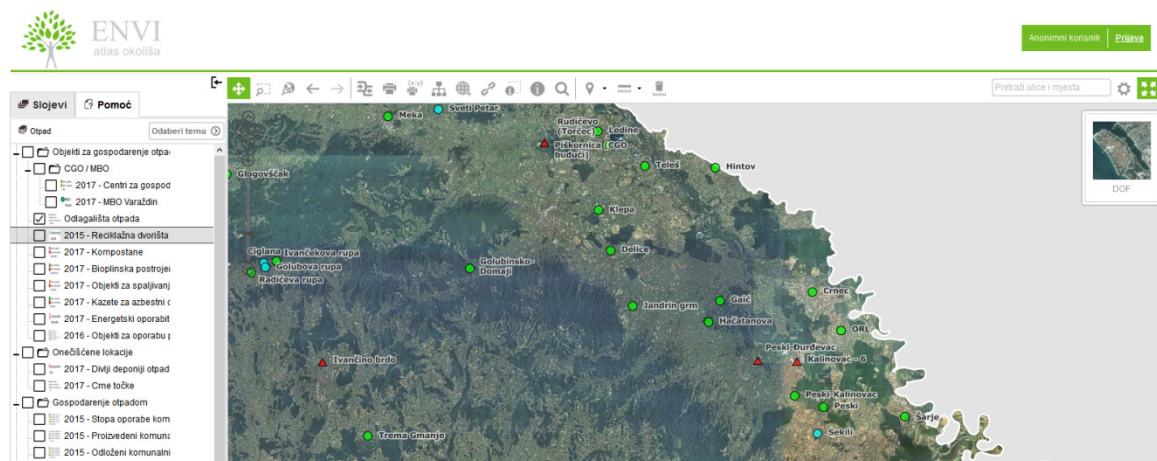 ENVI
atlas okoliša
Anonimni korisnik Prijava
Slojevi Pomoć
Pretraži ulice i mjesta
Otpad Odaberi temu
Objekti za gospodarenje otpa
CGO / MBO
2017 - Centri za gospod
2017 - MBO Varaždin
Odlagališta otpada
2015 - Reciklažna dvorišta
2017 - Kompostane
2017 - Bioplinska postrojer
2017 - Objekti za spaljivanj
2017 - Kazete za azbestni c
2017 - Energetski oporabit
2016 - Objekti za oporabu p
Onečišćene lokacije
2017 - Divlji deponiji otpad
2017 - Crne točke
Gospodarenje otpadom
2015 - Stopa oporabe kom
2015 - Proizvedeni komuna
2015 - Odloženi komunalni
Meka
Sveti Petar
Rudičevo
(Torčec)
Ledine
Piškornica (CGO
budući)
Teleš
Hintov
Glogovščak
Klepa
Delice
Ciglana
Ivančekova rupa
Golubova rupa
Radićeva rupa
Golubinsko-
Domaji
Crnec
Gaić
Jandrin grm
Hačatanova
ORL
Peski-Đurđevac
Kalinovac - 6
Ivančino brdo
Peski-Kalinovac
Peski
Šarje
Trema Gmanje
Sekili
DOF